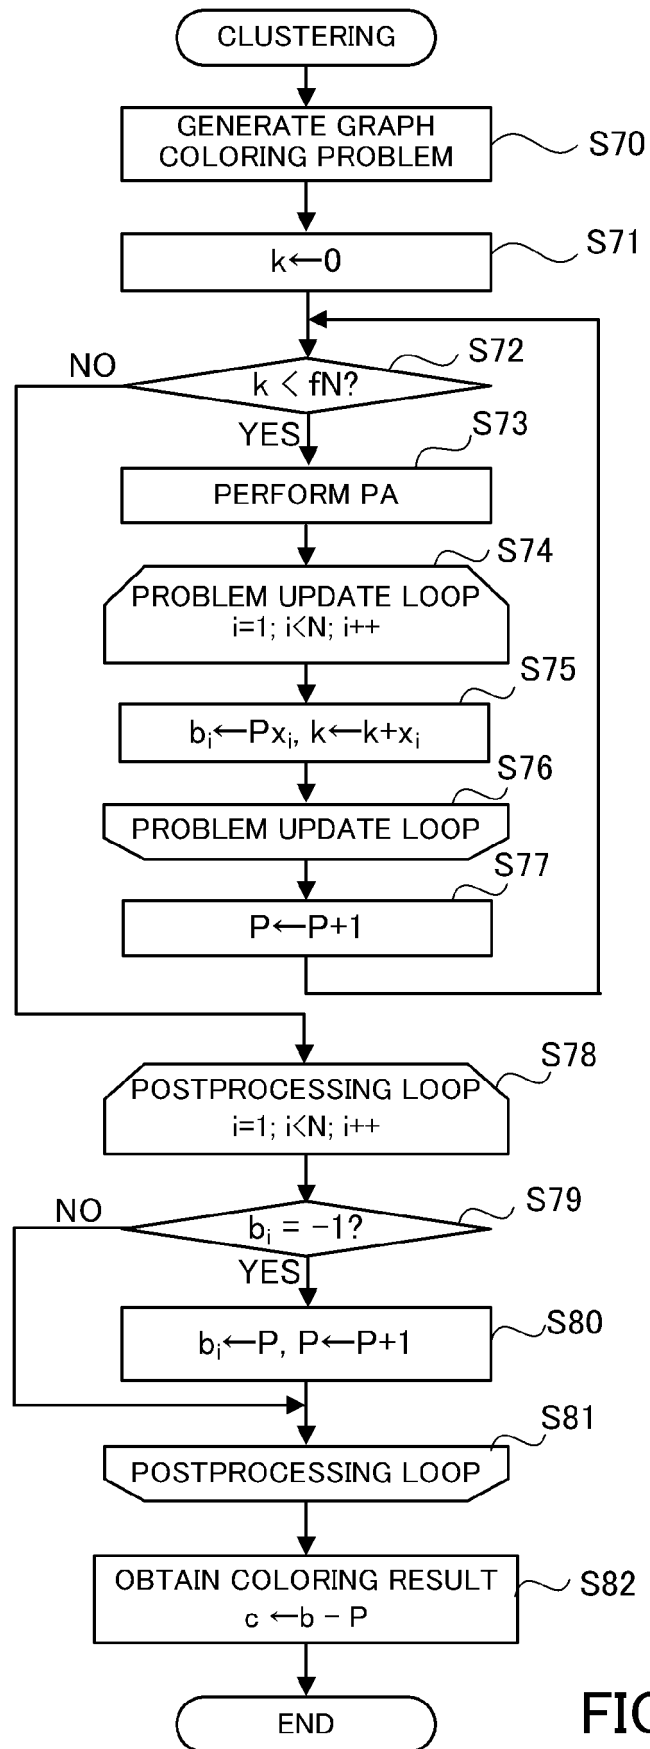 CLUSTERING
GENERATE GRAPH
COLORING PROBLEM
S70
k←0
S71
k < fN?
S72
NO
YES
PERFORM PA
S73
PROBLEM UPDATE LOOP
i=1; i<N; i++
S74
bᵢ←Pxᵢ, k←k+xᵢ
S75
PROBLEM UPDATE LOOP
S76
P←P+1
S77
POSTPROCESSING LOOP
i=1; i<N; i++
S78
bᵢ = −1?
S79
NO
YES
bᵢ←P, P←P+1
S80
POSTPROCESSING LOOP
S81
OBTAIN COLORING RESULT
c ←b − P
S82
END